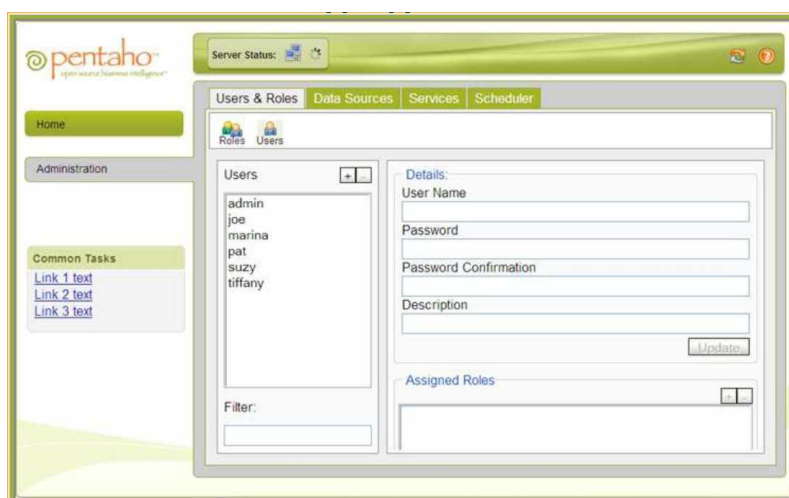 pentaho
open source business intelligence
Server Status:
Home
Administration
Common Tasks
Link 1 text
Link 2 text
Link 3 text
Users & Roles Data Sources Services Scheduler
Roles Users
Users + -
admin
joe
marina
pat
suzy
tiffany
Filter:
Details:
User Name
Password
Password Confirmation
Description
Update
Assigned Roles
+ -